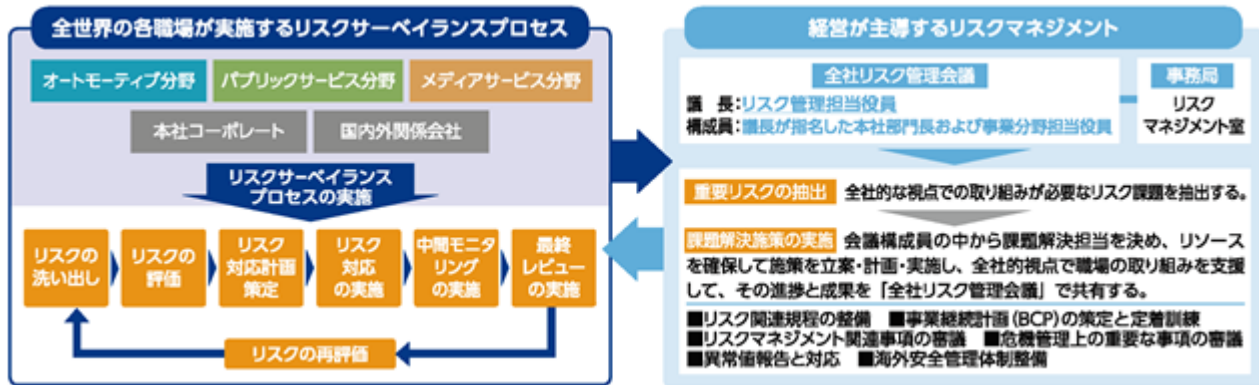 全世界の各職場が実施するリスクサーベイランスプロセス
オートモーティブ分野
パブリックサービス分野
メディアサービス分野
本社コーポレート
国内外関係会社
リスクサーベイランス
プロセスの実施
リスクの
洗い出し
リスクの
評価
リスク
対応計画
策定
リスク
対応
の実施
中間モニタ
リング
の実施
最終
レビュー
の実施
リスクの再評価
経営が主導するリスクマネジメント
全社リスク管理会議
議　長：リスク管理担当役員
構成員：議長が指名した本社部門長および事業分野担当役員
事務局
リスク
マネジメント室
重要リスクの抽出　全社的な視点での取り組みが必要なリスク課題を抽出する。
課題解決施策の実施　会議構成員の中から課題解決担当を決め、リソース
を確保して施策を立案・計画・実施し、全社的視点で職場の取り組みを支援
して、その進捗と成果を「全社リスク管理会議」で共有する。
■リスク関連規程の整備　■事業継続計画（BCP）の策定と定着訓練
■リスクマネジメント関連事項の審議　■危機管理上の重要な事項の審議
■異常値報告と対応　■海外安全管理体制整備